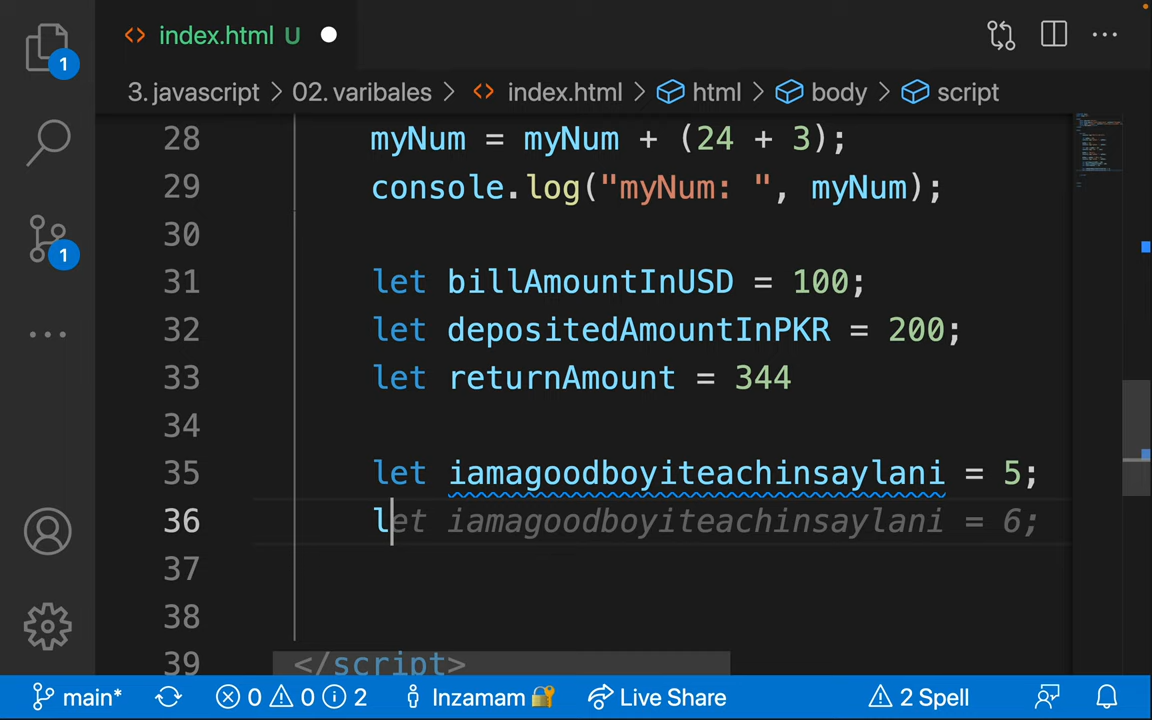 index.html U
1
3. javascript > 02. varibales > index.html > html > body > script
28 myNum = myNum + (24 + 3);
29 console.log("myNum: ", myNum);
30
31 let billAmountInUSD = 100;
32 let depositedAmountInPKR = 200;
33 let returnAmount = 344
34
35 let iamagoodboyiteachinsaylani = 5;
1
36 let iamagoodboyiteachinsaylani = 6;
37
38
39 </script>
main* 0 0 2 Inzamam Live Share 2 Spell